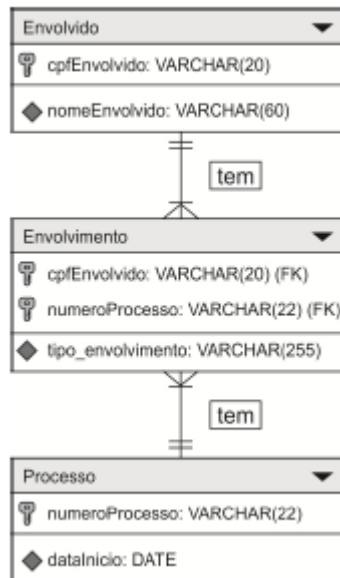 Envolvido
cpfEnvolvido: VARCHAR(20)
nomeEnvolvido: VARCHAR(60)
tem
Envolvimento
cpfEnvolvido: VARCHAR(20) (FK)
numeroProcesso: VARCHAR(22) (FK)
tipo_envolvimento: VARCHAR(255)
tem
Processo
numeroProcesso: VARCHAR(22)
dataInicio: DATE